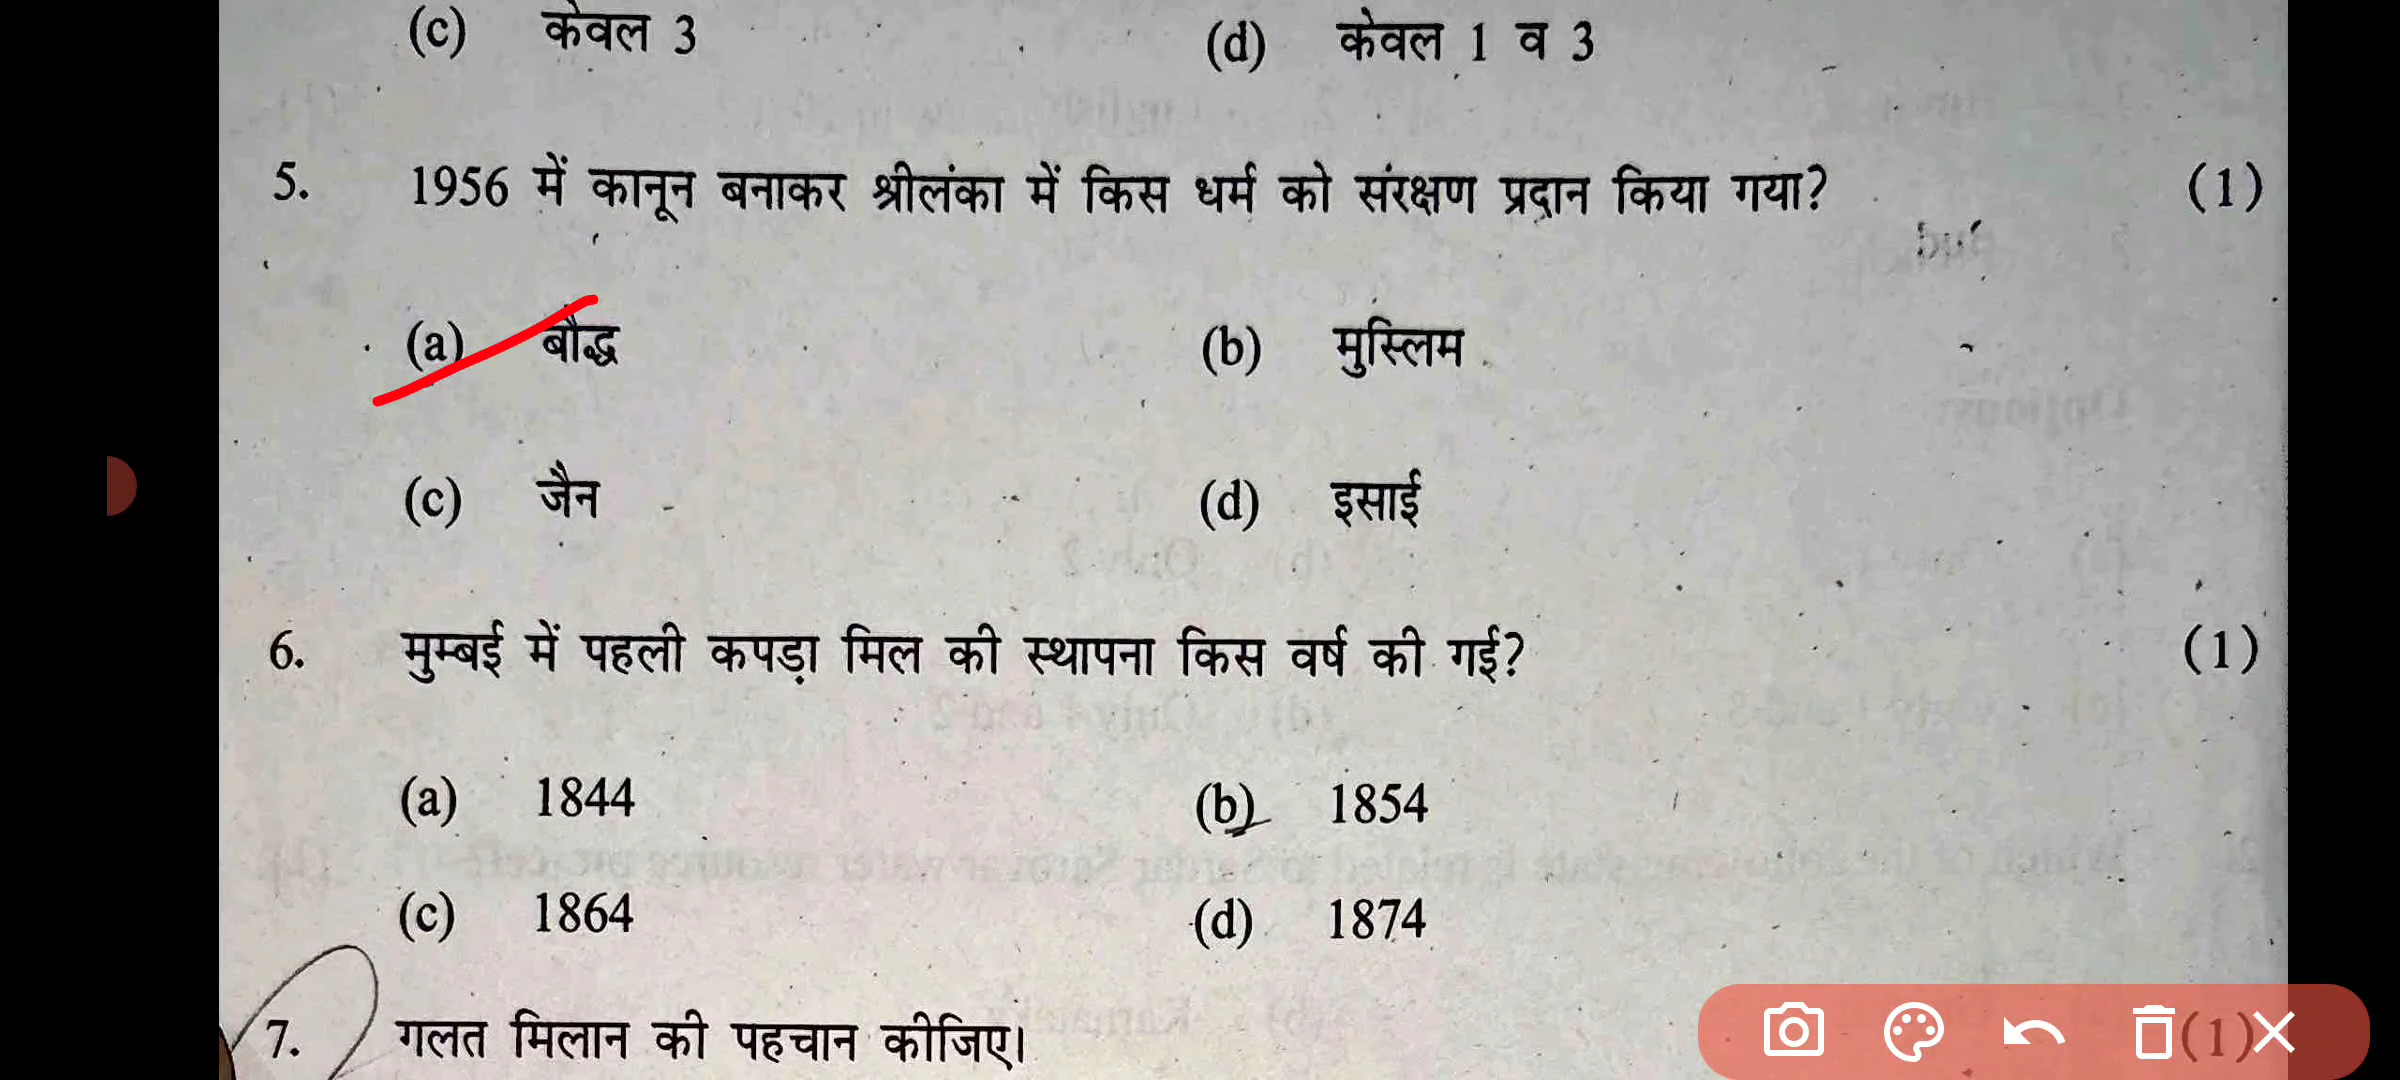 (c) केवल 3 (d) केवल 1 व 3
5. 1956 में कानून बनाकर श्रीलंका में किस धर्म को संरक्षण प्रदान किया गया? (1)
(a) बौद्ध (b) मुस्लिम
(c) जैन (d) इसाई
6. मुम्बई में पहली कपड़ा मिल की स्थापना किस वर्ष की गई? (1)
(a) 1844 (b) 1854
(c) 1864 (d) 1874
7. गलत मिलान की पहचान कीजिए। (1)